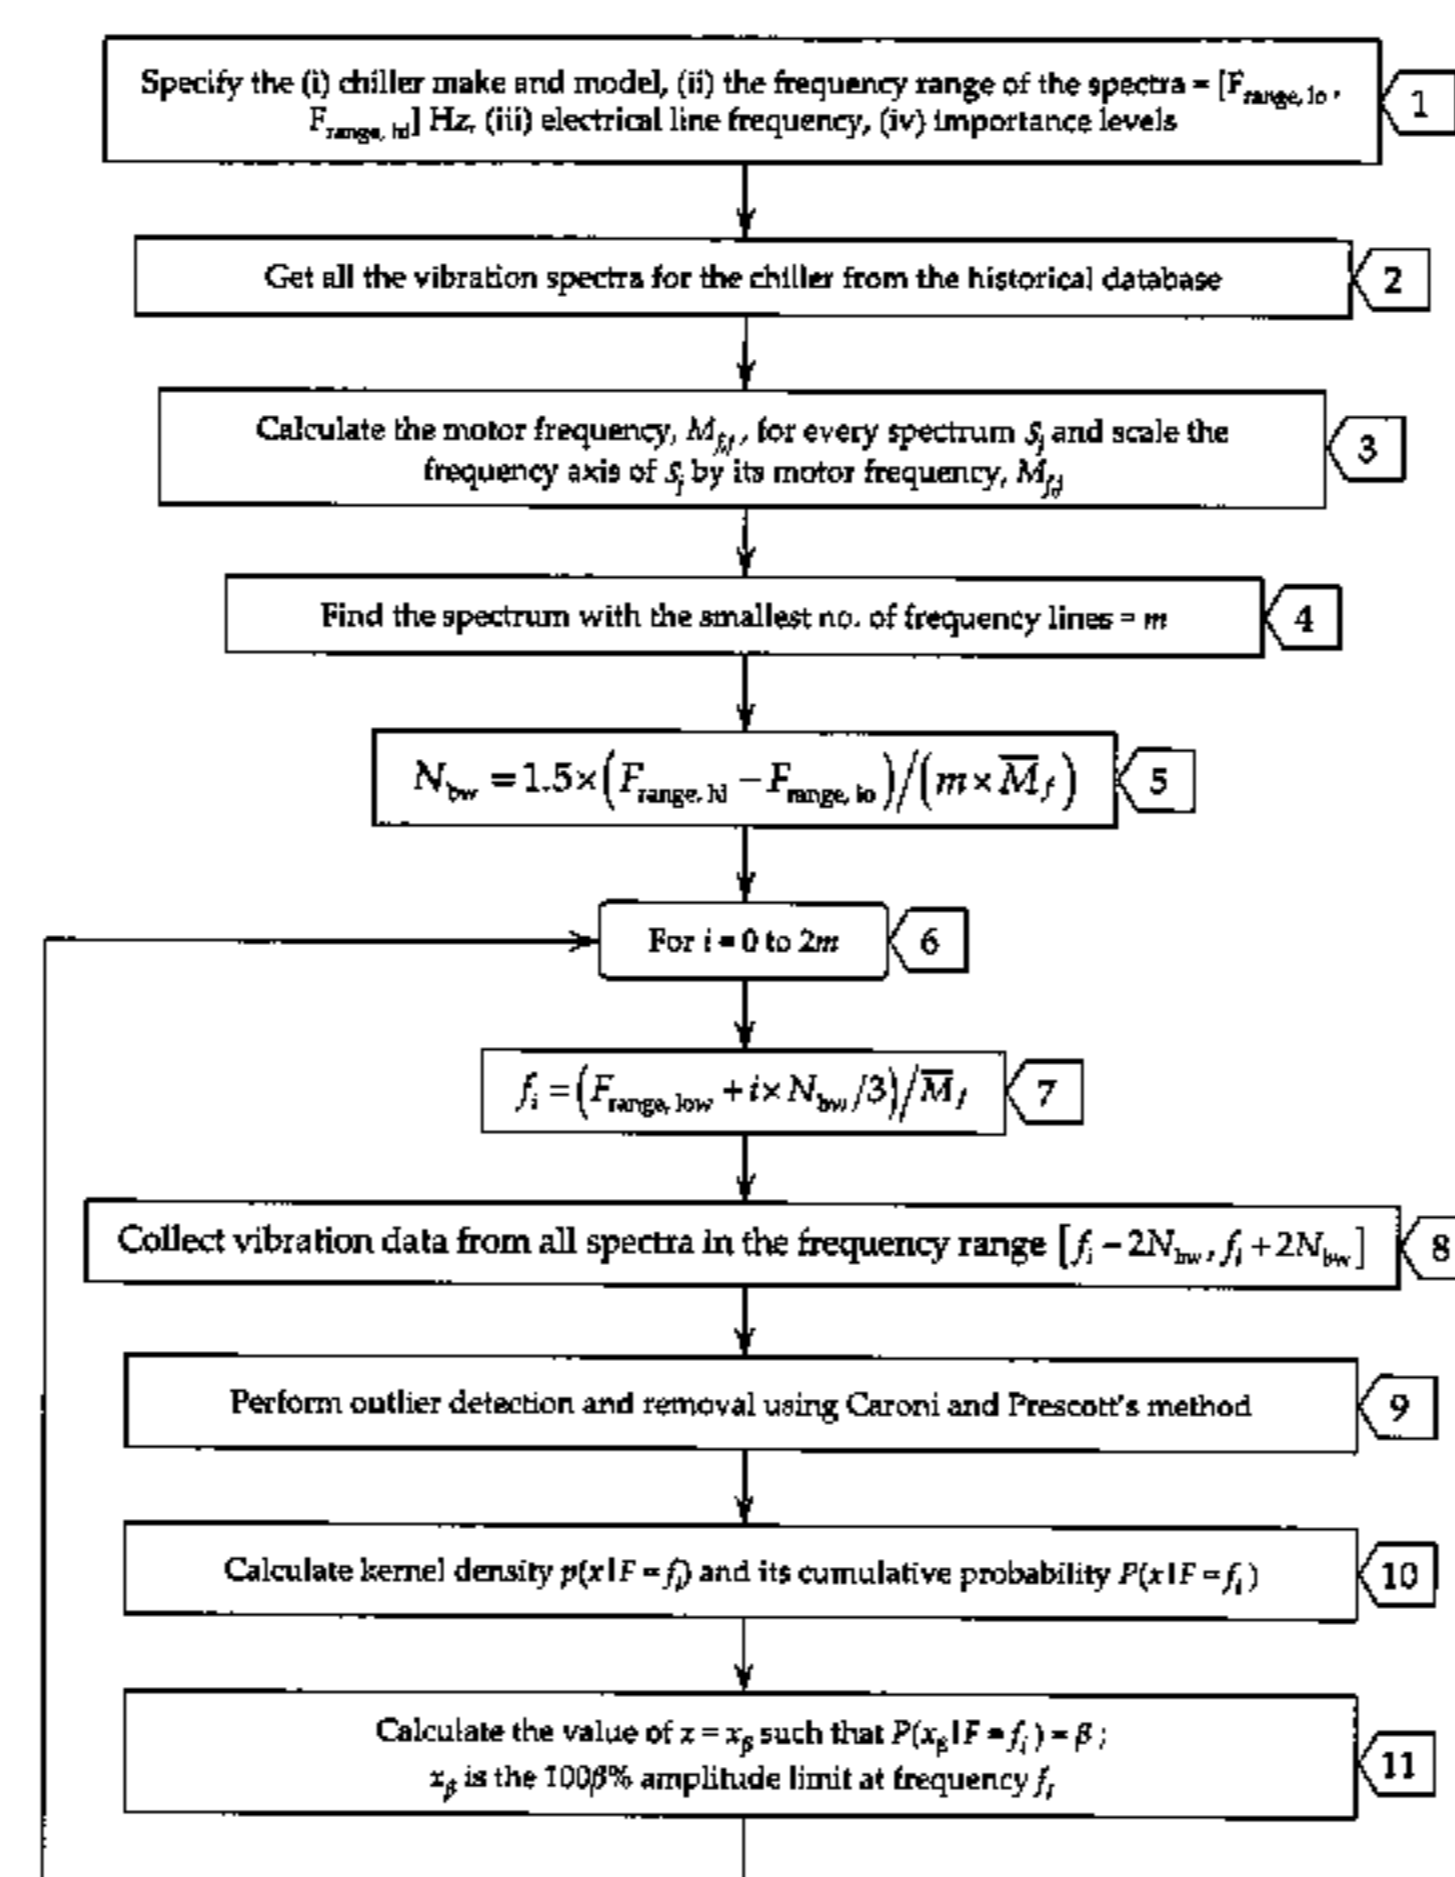 Specify the (i) chiller make and model, (ii) the frequency range of the spectra = [F_range, lo ,
F_range, hi] Hz, (iii) electrical line frequency, (iv) importance levels
1
Get all the vibration spectra for the chiller from the historical database
2
Calculate the motor frequency, M_f,j, for every spectrum S_j and scale the
frequency axis of S_j by its motor frequency, M_f,j
3
Find the spectrum with the smallest no. of frequency lines = m
4
N_bw = 1.5×(F_range, hi − F_range, lo)/(m × M̅_f)
5
For i = 0 to 2m
6
f_i = (F_range, low + i × N_bw/3)/M̅_f
7
Collect vibration data from all spectra in the frequency range [f_i − 2N_bw, f_i + 2N_bw]
8
Perform outlier detection and removal using Caroni and Prescott's method
9
Calculate kernel density p(x|F = f_i) and its cumulative probability P(x|F = f_i)
10
Calculate the value of x = x_β such that P(x_β|F = f_i) = β ;
x_β is the 100β% amplitude limit at frequency f_i
11